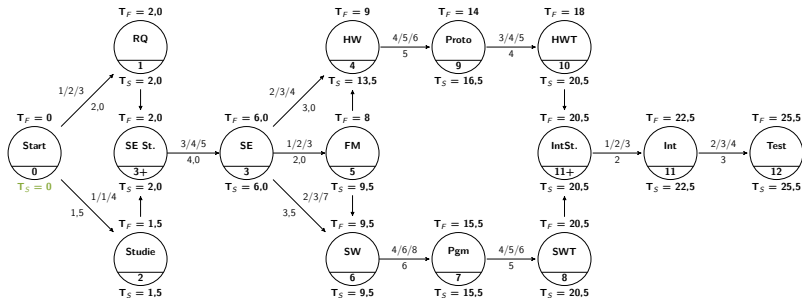 T_F = 2,0
RQ
1
T_S = 2,0
T_F = 9
HW
4
T_S = 13,5
4/5/6
5
T_F = 14
Proto
9
T_S = 16,5
3/4/5
4
T_F = 18
HWT
10
T_S = 20,5
1/2/3
2,0
2/3/4
3,0
T_F = 0
Start
0
T_S = 0
T_F = 2,0
SE St.
3+
T_S = 2,0
3/4/5
4,0
T_F = 6,0
SE
3
T_S = 6,0
1/2/3
2,0
T_F = 8
FM
5
T_S = 9,5
T_F = 20,5
IntSt.
11+
T_S = 20,5
1/2/3
2
T_F = 22,5
Int
11
T_S = 22,5
2/3/4
3
T_F = 25,5
Test
12
T_S = 25,5
1/1/4
1,5
2/3/7
3,5
T_F = 1,5
Studie
2
T_S = 1,5
T_F = 9,5
SW
6
T_S = 9,5
4/6/8
6
T_F = 15,5
Pgm
7
T_S = 15,5
4/5/6
5
T_F = 20,5
SWT
8
T_S = 20,5